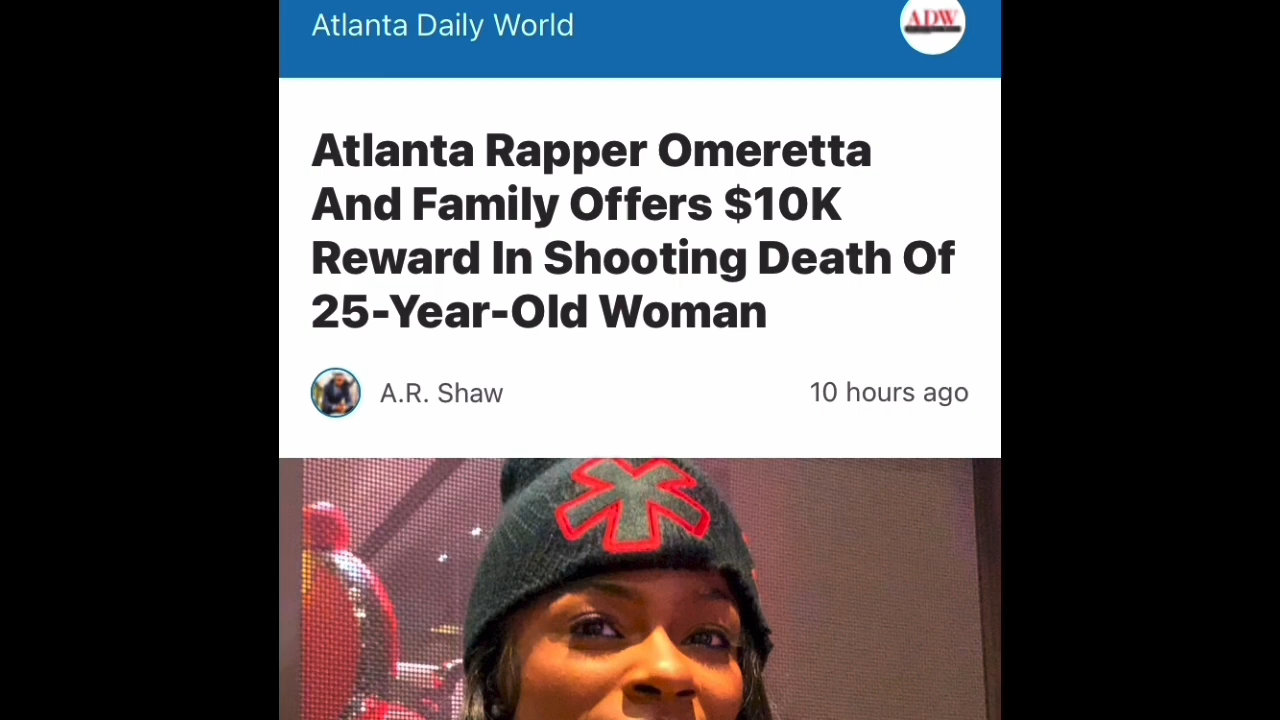 Atlanta Daily World
ADW
Atlanta Rapper Omeretta
And Family Offers $10K
Reward In Shooting Death Of
25-Year-Old Woman
A.R. Shaw
10 hours ago